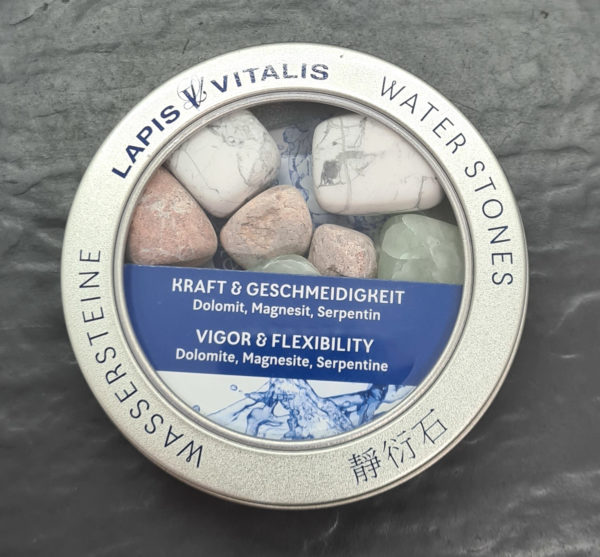 LAPIS VITALIS
WATER STONES
WASSERSTEINE
KRAFT & GESCHMEIDIGKEIT
Dolomit, Magnesit, Serpentin
VIGOR & FLEXIBILITY
Dolomite, Magnesite, Serpentine
靜衍石